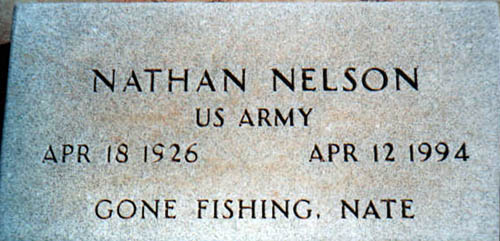 NATHAN NELSON
US ARMY
APR 18 1926 APR 12 1994
GONE FISHING, NATE